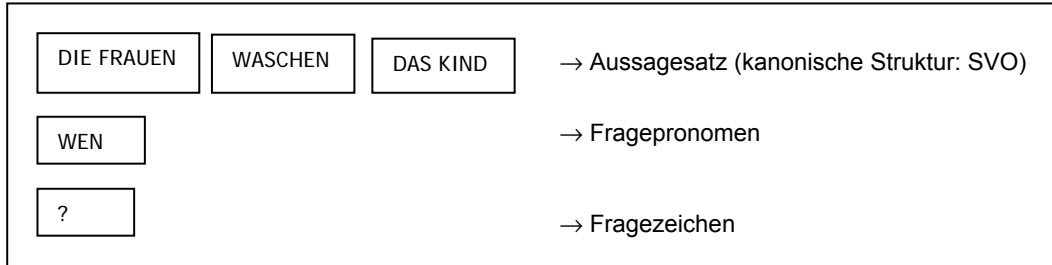 DIE FRAUEN WASCHEN DAS KIND → Aussagesatz (kanonische Struktur: SVO)
WEN → Fragepronomen
? → Fragezeichen